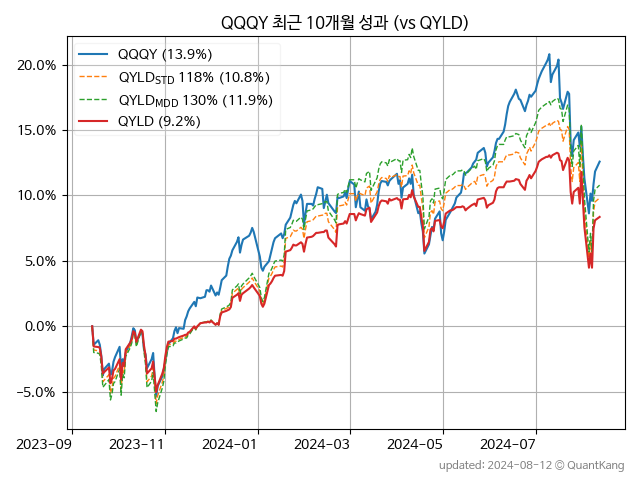 QQQY 최근 10개월 성과 (vs QYLD)
QQQY (13.9%)
QYLD_STD 118% (10.8%)
QYLD_MDD 130% (11.9%)
QYLD (9.2%)
20.0%
15.0%
10.0%
5.0%
0.0%
−5.0%
2023-09 2023-11 2024-01 2024-03 2024-05 2024-07
updated: 2024-08-12 © QuantKang